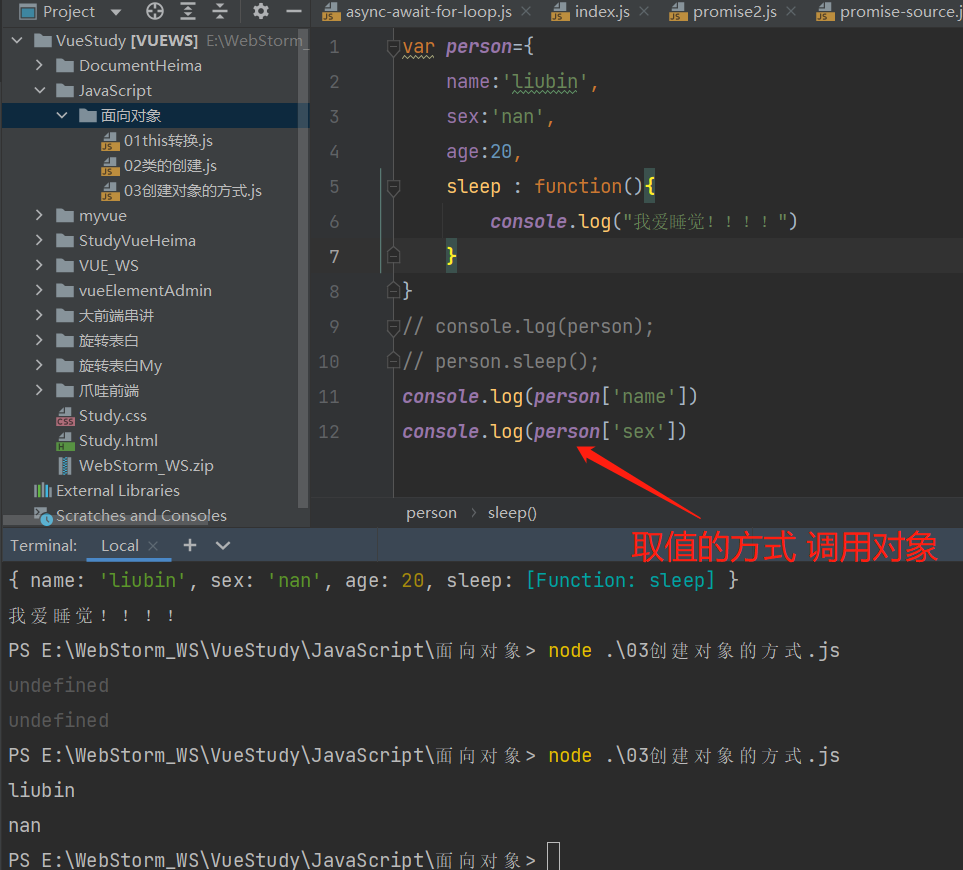 Project
async-await-for-loop.js
index.js
promise2.js
promise-source.j
VueStudy [VUEWS] E:\WebStorm_
DocumentHeima
JavaScript
面向对象
01this转换.js
02类的创建.js
03创建对象的方式.js
myvue
StudyVueHeima
VUE_WS
vueElementAdmin
大前端串讲
旋转表白
旋转表白My
爪哇前端
Study.css
Study.html
WebStorm_WS.zip
External Libraries
Scratches and Consoles
1 var person={
2 name:'liubin',
3 sex:'nan',
4 age:20,
5 sleep : function(){
6 console.log("我爱睡觉!!!!")
7 }
8 }
9 // console.log(person);
10 // person.sleep();
11 console.log(person['name'])
12 console.log(person['sex'])
person > sleep()
取值的方式 调用对象
Terminal: Local × +
{ name: 'liubin', sex: 'nan', age: 20, sleep: [Function: sleep] }
我爱睡觉!!!!
PS E:\WebStorm_WS\VueStudy\JavaScript\面向对象> node .\03创建对象的方式.js
undefined
undefined
PS E:\WebStorm_WS\VueStudy\JavaScript\面向对象> node .\03创建对象的方式.js
liubin
nan
PS E:\WebStorm_WS\VueStudy\JavaScript\面向对象>